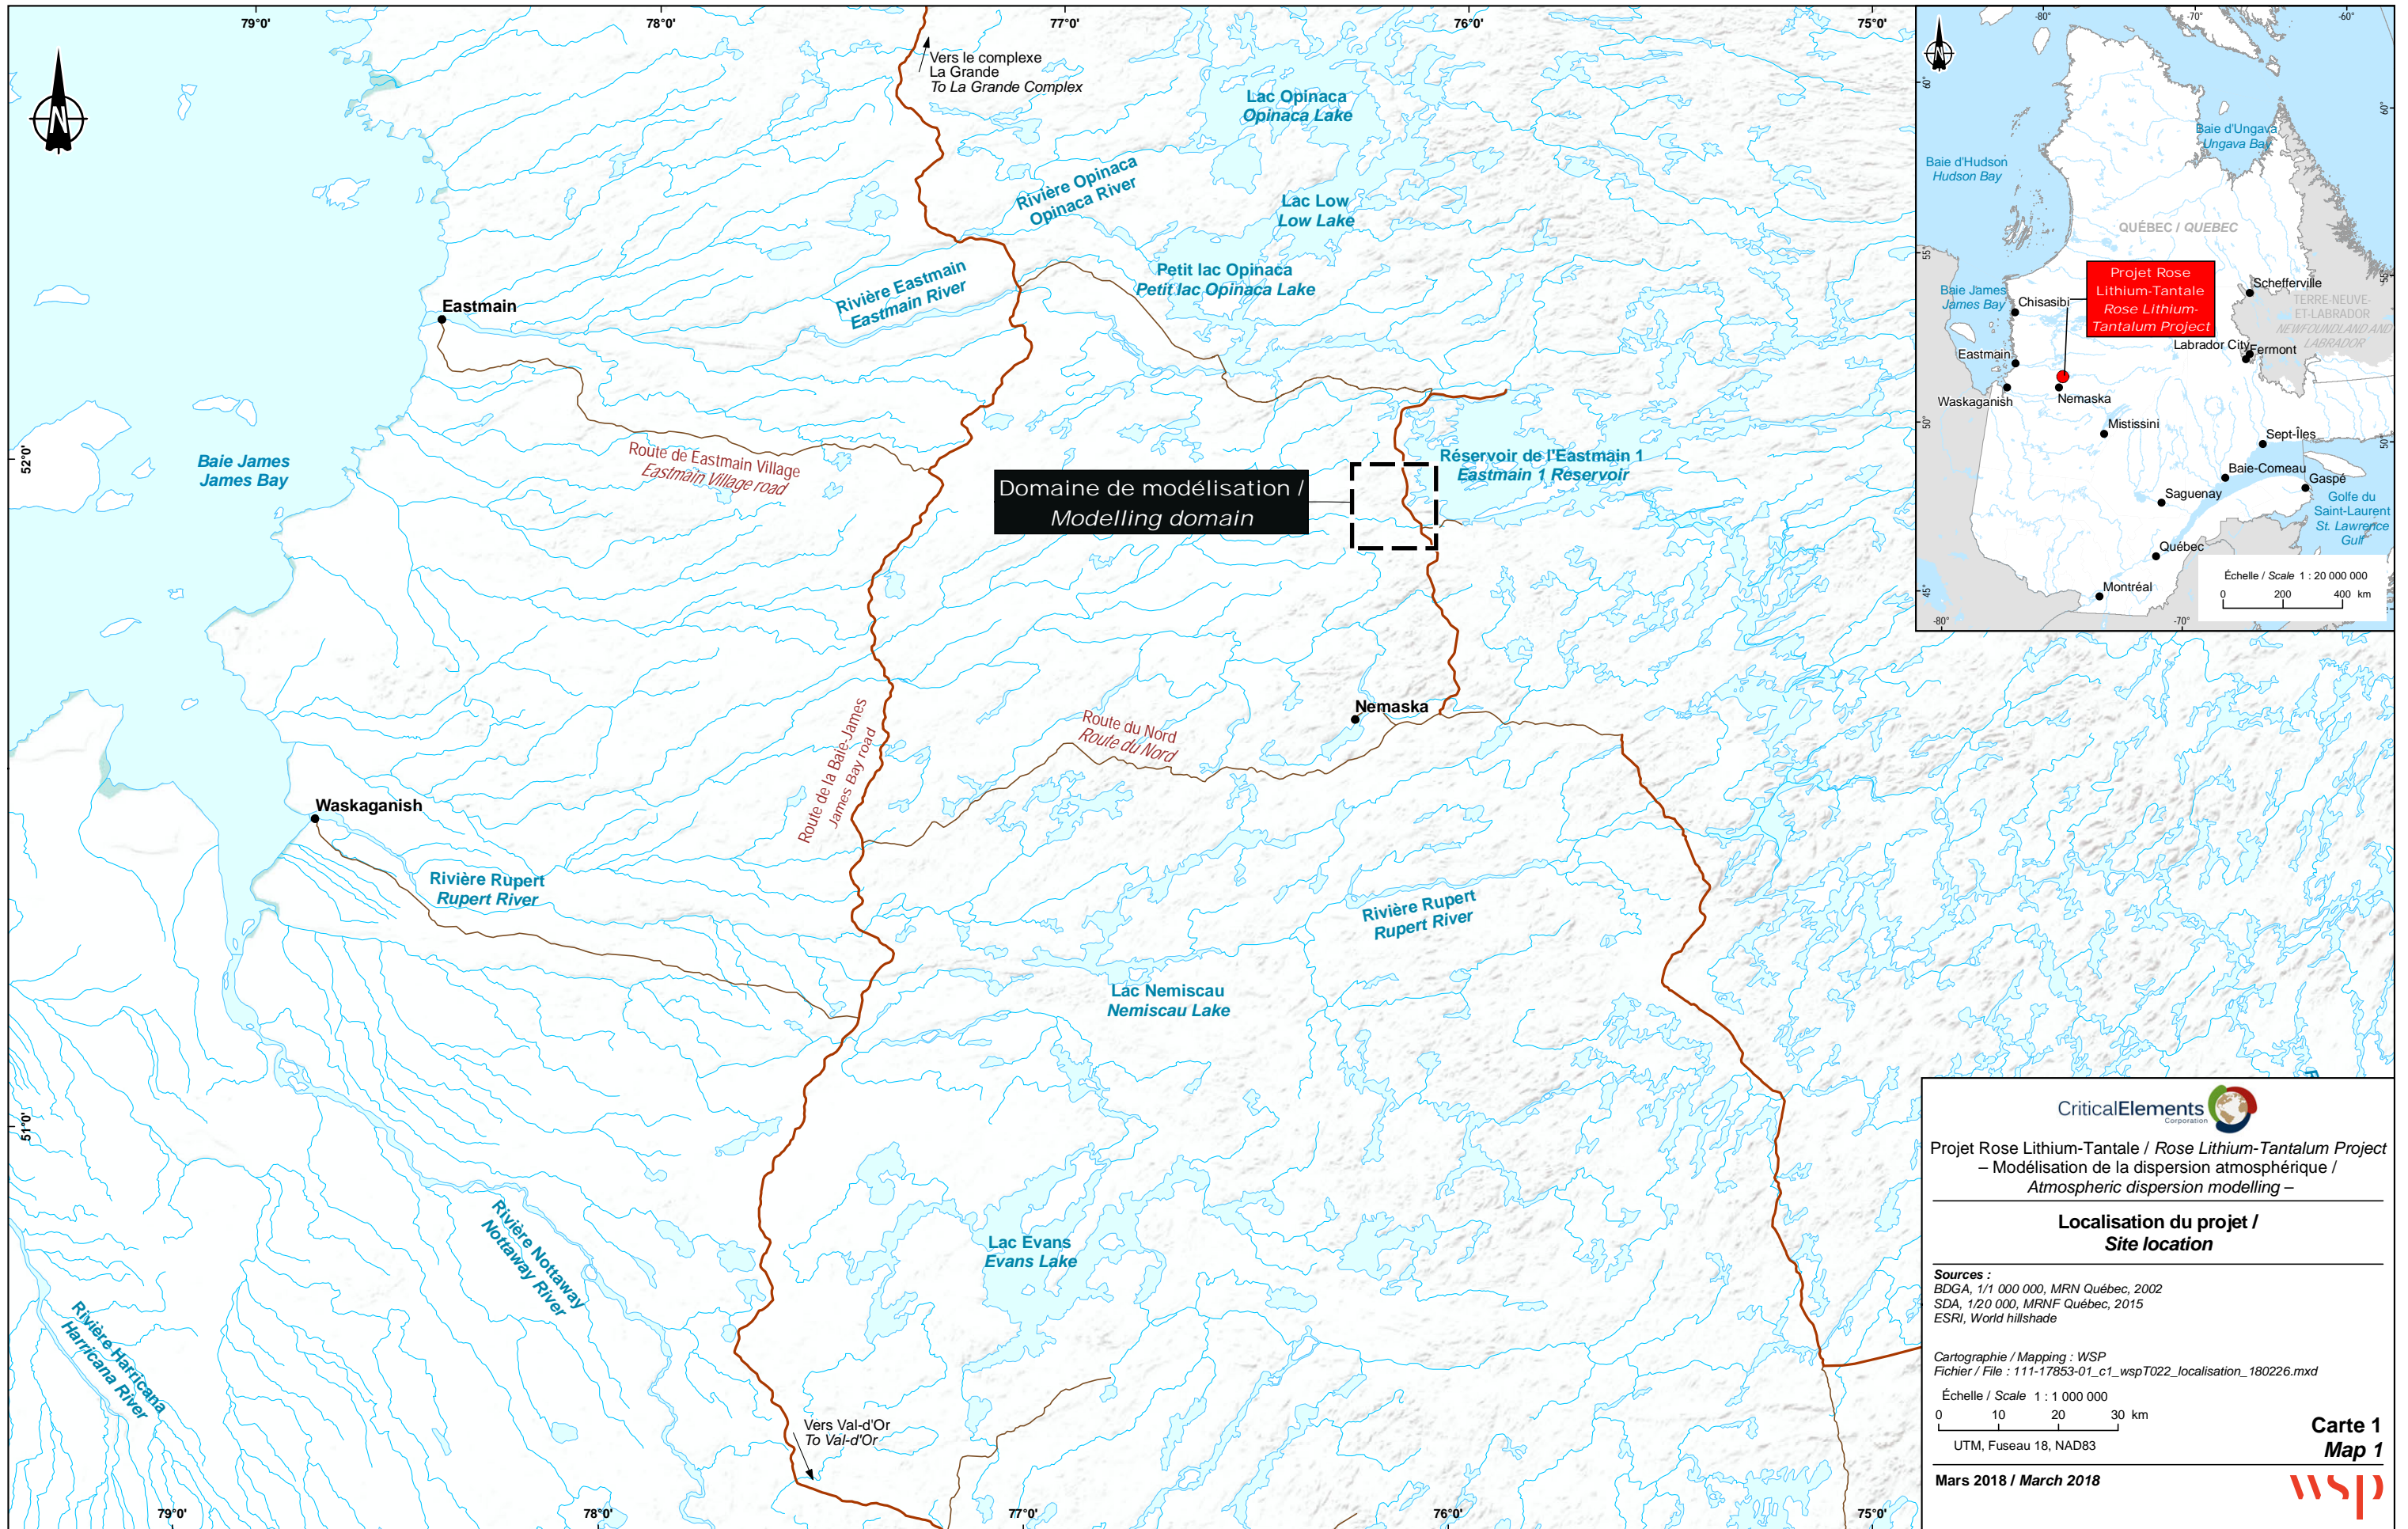 79°0'
78°0'
77°0'
76°0'
75°0'
Vers le complexe
La Grande
To La Grande Complex
N
Lac Opinaca
Opinaca Lake
Rivière Opinaca
Opinaca River
Lac Low
Low Lake
Petit lac Opinaca
Petit lac Opinaca Lake
Rivière Eastmain
Eastmain River
Eastmain
52°0'
Baie James
James Bay
Route de Eastmain Village
Eastmain Village road
Domaine de modélisation /
Modelling domain
Réservoir de l'Eastmain 1
Eastmain 1 Reservoir
Nemaska
Route du Nord
Route du Nord
Route de la Baie-James
James Bay road
Waskaganish
Rivière Rupert
Rupert River
Rivière Rupert
Rupert River
Lac Nemiscau
Nemiscau Lake
51°0'
Rivière Nottaway
Nottaway River
Lac Evans
Evans Lake
Rivière Harricana
Harricana River
Vers Val-d'Or
To Val-d'Or
79°0'
78°0'
77°0'
76°0'
75°0'
-80°
-70°
-60°
N
60°
60°
Baie d'Ungava
Ungava Bay
Baie d'Hudson
Hudson Bay
QUÉBEC / QUEBEC
55°
55°
Projet Rose
Lithium-Tantale
Rose Lithium-
Tantalum Project
Baie James
James Bay
Chisasibi
Schefferville
TERRE-NEUVE-
ET-LABRADOR
NEWFOUNDLAND AND
LABRADOR
Labrador City
Fermont
Eastmain
Waskaganish
Nemaska
50°
50°
Mistissini
Sept-Îles
Baie-Comeau
Gaspé
Saguenay
Golfe du
Saint-Laurent
St. Lawrence
Gulf
Québec
Montréal
45°
Échelle / Scale 1 : 20 000 000
0 200 400 km
-80°
-70°
CriticalElements
Corporation
Projet Rose Lithium-Tantale / Rose Lithium-Tantalum Project
– Modélisation de la dispersion atmosphérique /
Atmospheric dispersion modelling –
Localisation du projet /
Site location
Sources :
BDGA, 1/1 000 000, MRN Québec, 2002
SDA, 1/20 000, MRNF Québec, 2015
ESRI, World hillshade
Cartographie / Mapping : WSP
Fichier / File : 111-17853-01_c1_wspT022_localisation_180226.mxd
Échelle / Scale 1 : 1 000 000
0 10 20 30 km
UTM, Fuseau 18, NAD83
Carte 1
Map 1
Mars 2018 / March 2018
wsp